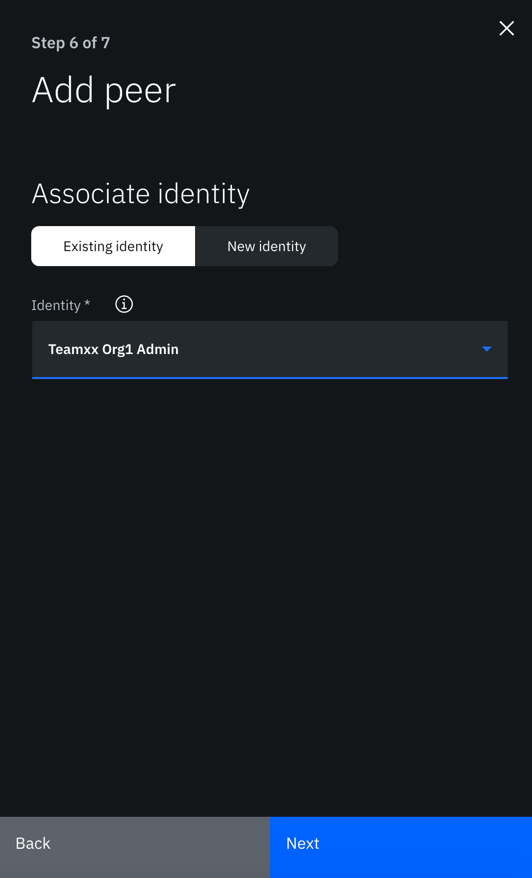 Step 6 of 7
Add peer
Associate identity
Existing identity
New identity
Identity *
Teamxx Org1 Admin
Back
Next